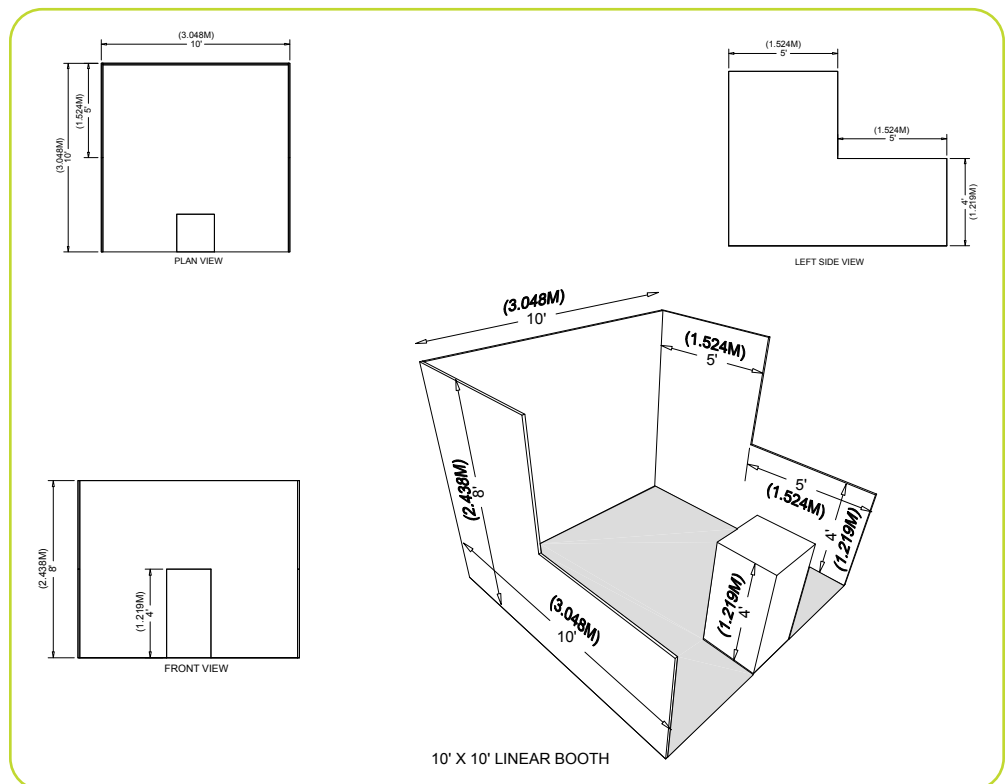 (3.048M)
10'
(1.524M)
5'
(3.048M)
10'
PLAN VIEW
(1.524M)
5'
(1.524M)
5'
4'
(1.219M)
LEFT SIDE VIEW
(3.048M)
10'
(1.524M)
5'
(2.438M)
8'
5'
(1.524M)
4'
(1.219M)
(1.219M)
4'
(3.048M)
10'
(2.438M)
8'
(1.219M)
4'
FRONT VIEW
10' X 10' LINEAR BOOTH